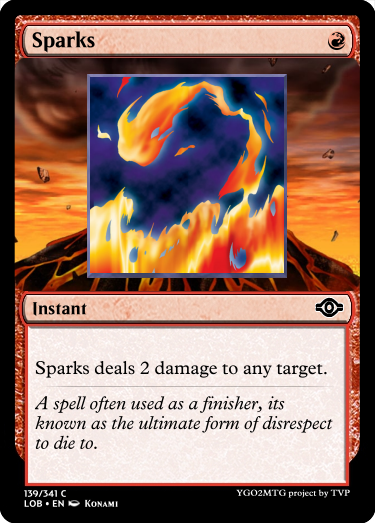 Sparks
Instant
Sparks deals 2 damage to any target.
A spell often used as a finisher, its
known as the ultimate form of disrespect
to die to.
139/341 C
LOB • EN Konami
YGO2MTG project by TVP